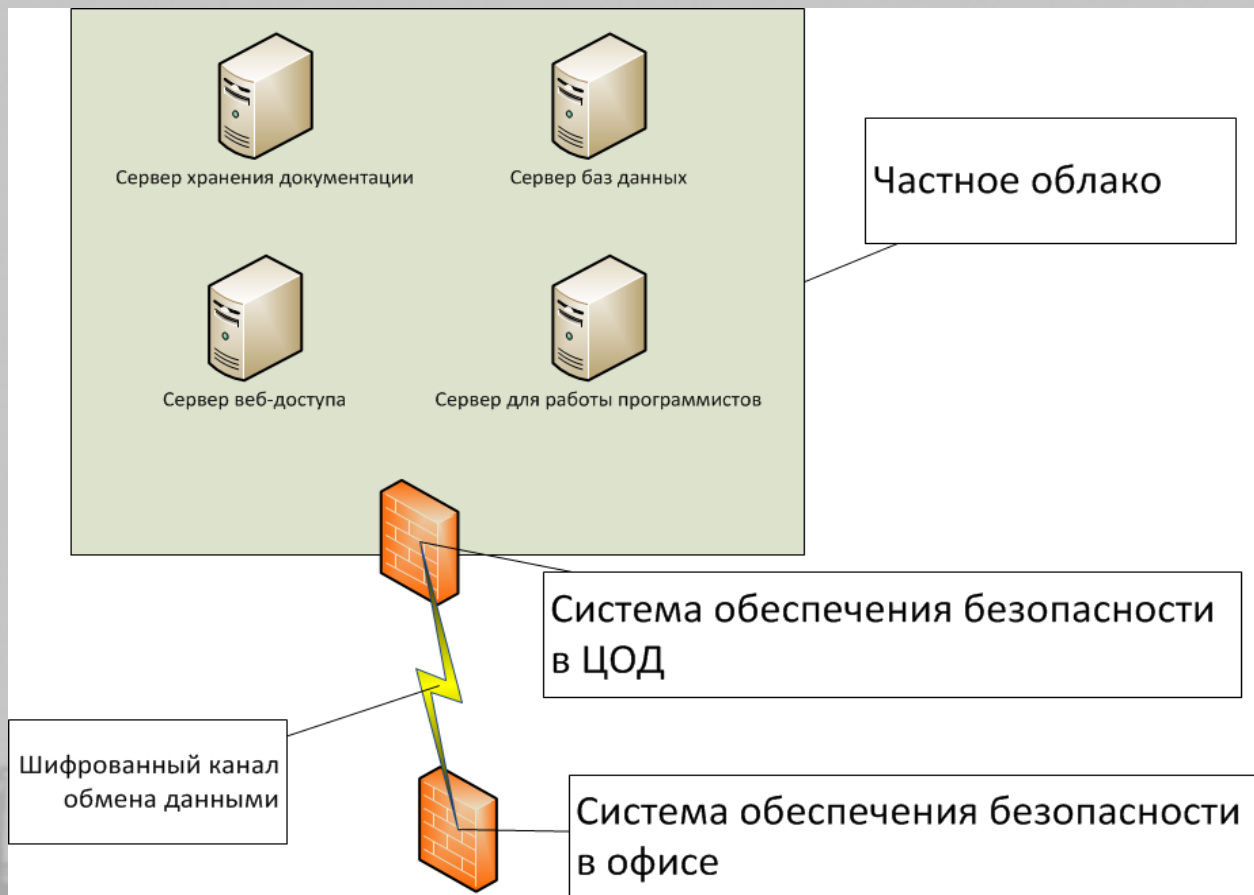 Сервер хранения документации
Сервер баз данных
Частное облако
Сервер веб-доступа
Сервер для работы программистов
Система обеспечения безопасности
в ЦОД
Шифрованный канал
обмена данными
Система обеспечения безопасности
в офисе